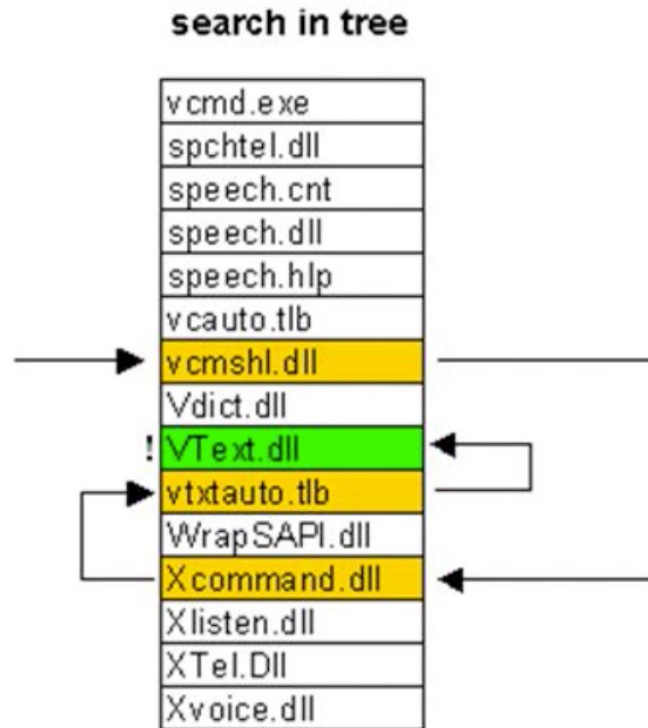 search in tree
vcmd.exe
spchtel.dll
speech.cnt
speech.dll
speech.hlp
vcauto.tlb
vcmshl.dll
Vdict.dll
! VText.dll
vtxtauto.tlb
WrapSAPI.dll
Xcommand.dll
Xlisten.dll
XTel.Dll
Xvoice.dll